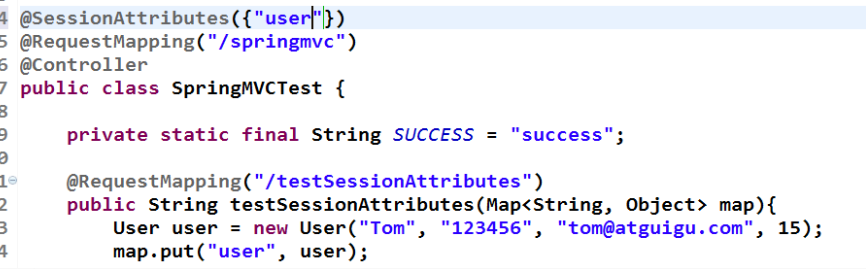 4 @SessionAttributes({"user"})
5 @RequestMapping("/springmvc")
6 @Controller
7 public class SpringMVCTest {
8
9     private static final String SUCCESS = "success";
0
1     @RequestMapping("/testSessionAttributes")
2     public String testSessionAttributes(Map<String, Object> map){
3         User user = new User("Tom", "123456", "tom@atguigu.com", 15);
4         map.put("user", user);